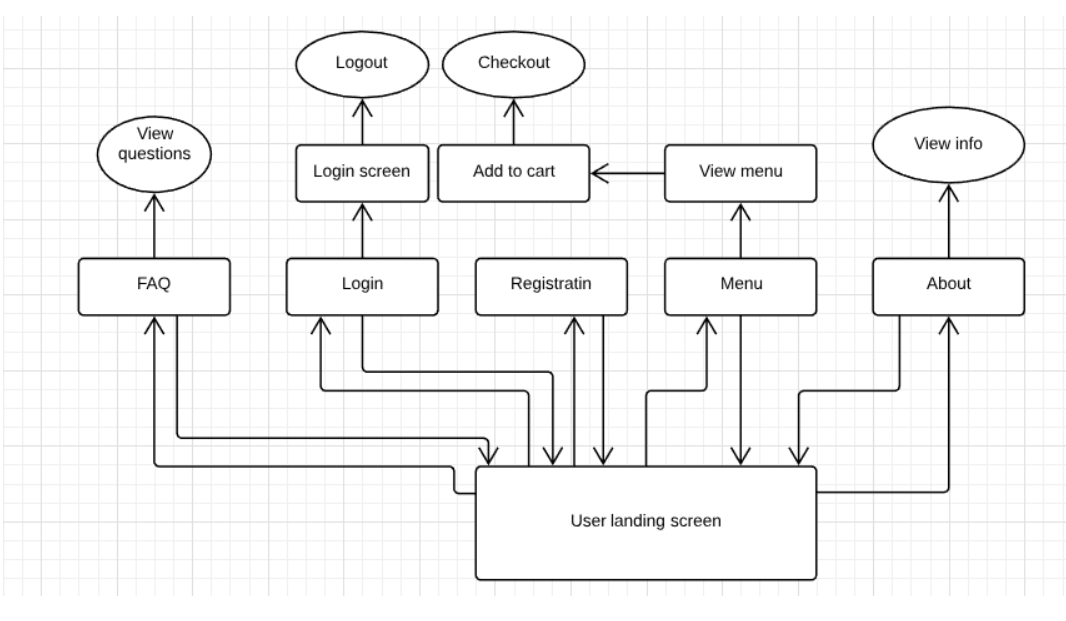 Logout
Checkout
View
questions
View info
Login screen
Add to cart
View menu
FAQ
Login
Registratin
Menu
About
User landing screen